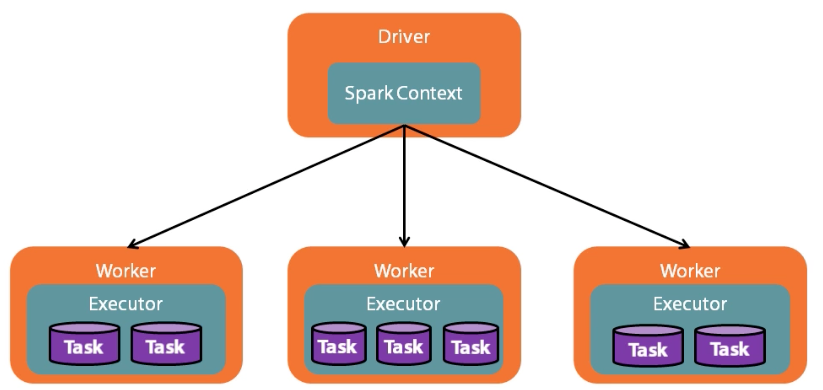 Driver
Spark Context
Worker
Executor
Task Task
Worker
Executor
Task Task Task
Worker
Executor
Task Task